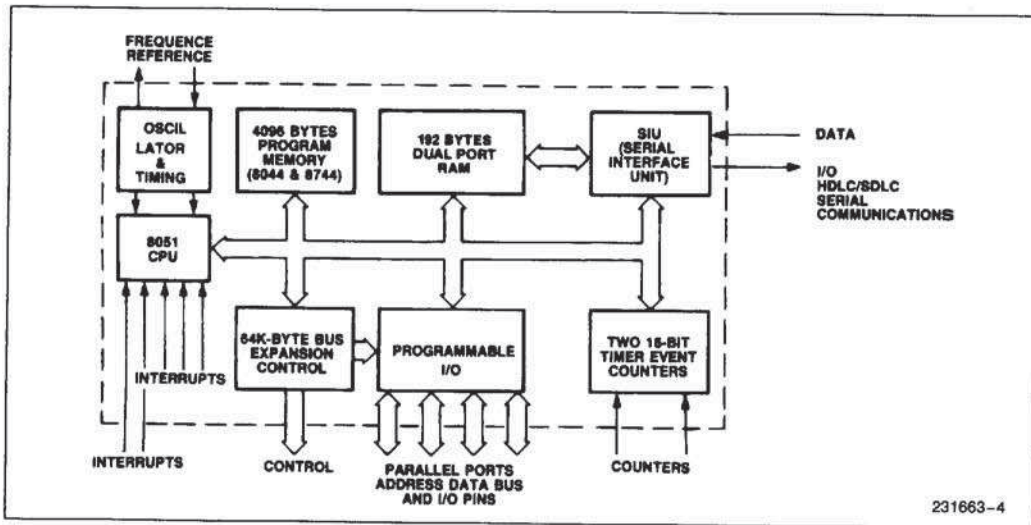 FREQUENCE
REFERENCE
OSCIL
LATOR
&
TIMING
4096 BYTES
PROGRAM
MEMORY
(8044 & 8744)
192 BYTES
DUAL PORT
RAM
SIU
(SERIAL
INTERFACE
UNIT)
DATA
I/O
HDLC/SDLC
SERIAL
COMMUNICATIONS
8051
CPU
64K-BYTE BUS
EXPANSION
CONTROL
PROGRAMMABLE
I/O
TWO 16-BIT
TIMER EVENT
COUNTERS
INTERRUPTS
INTERRUPTS
CONTROL
PARALLEL PORTS
ADDRESS DATA BUS
AND I/O PINS
COUNTERS
231663-4